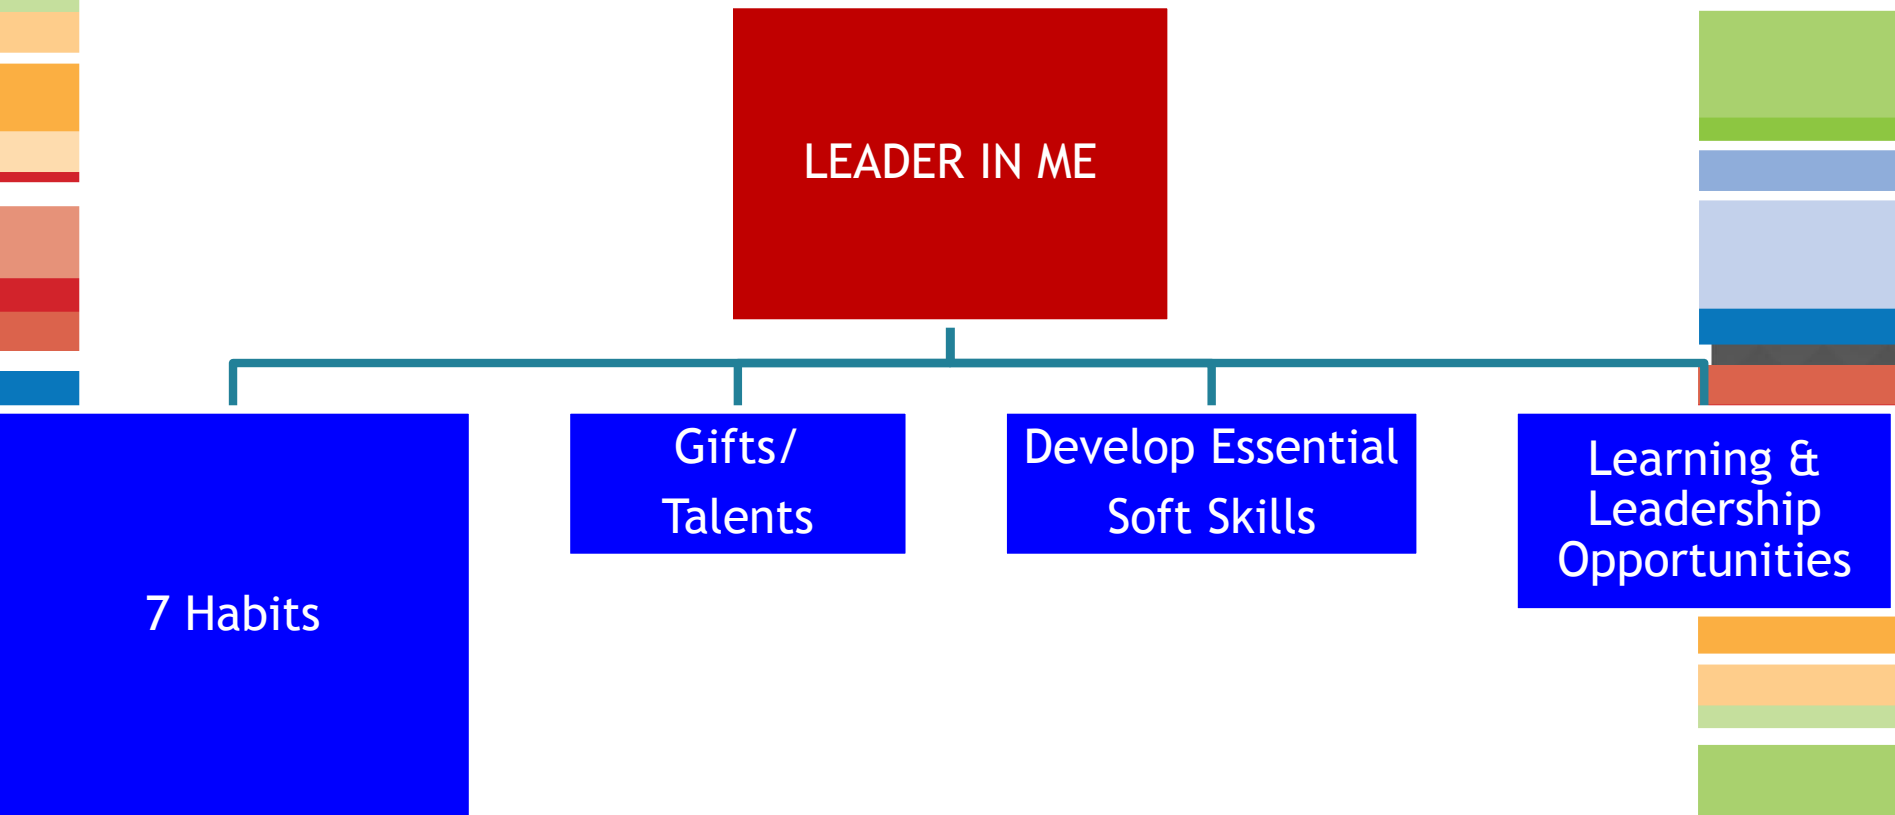 LEADER IN ME
7 Habits
Gifts/
Talents
Develop Essential
Soft Skills
Learning &
Leadership
Opportunities